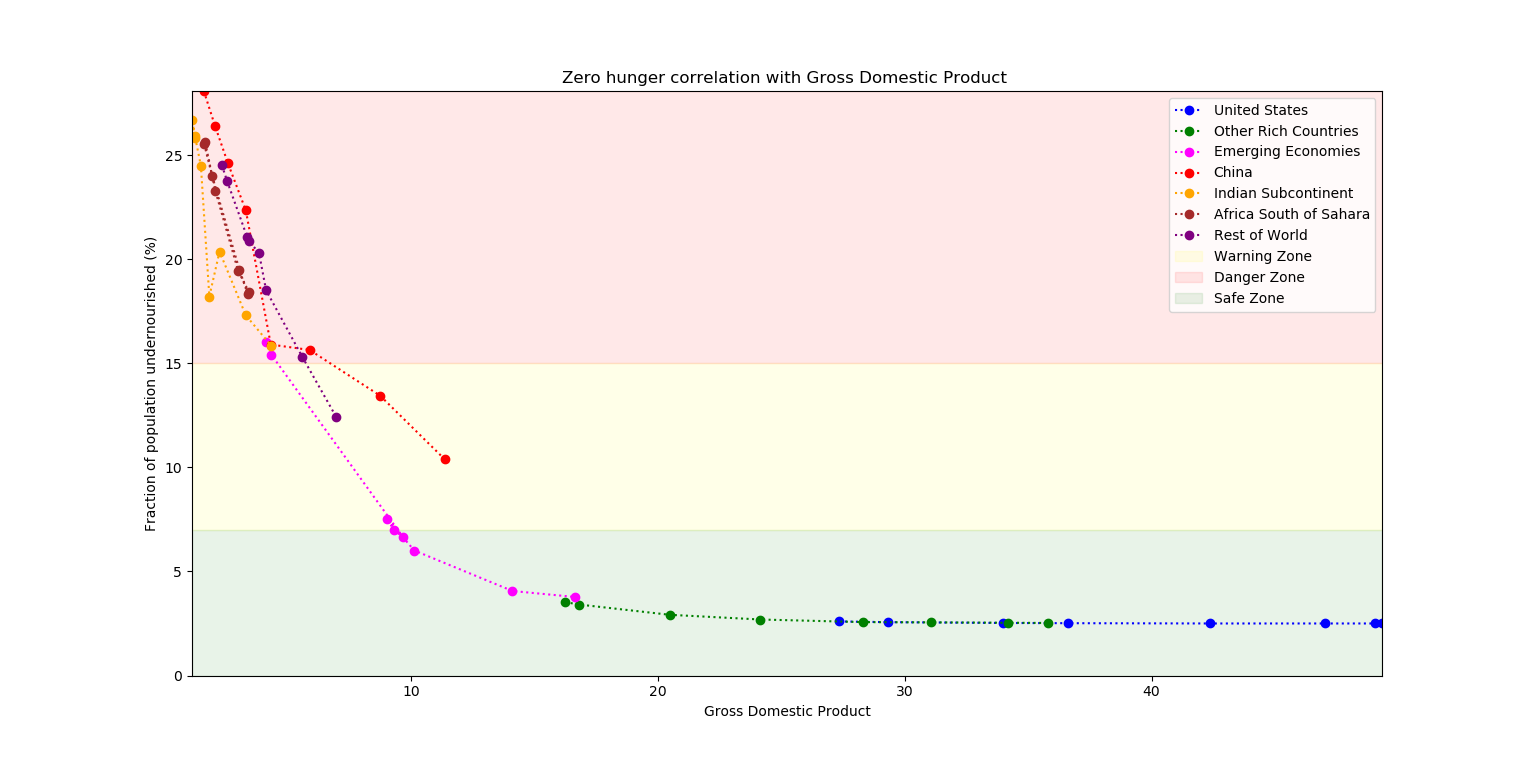 Zero hunger correlation with Gross Domestic Product
United States
Other Rich Countries
Emerging Economies
China
Indian Subcontinent
Africa South of Sahara
Rest of World
Warning Zone
Danger Zone
Safe Zone
Fraction of population undernourished (%)
25
20
15
10
5
0
10
20
30
40
Gross Domestic Product